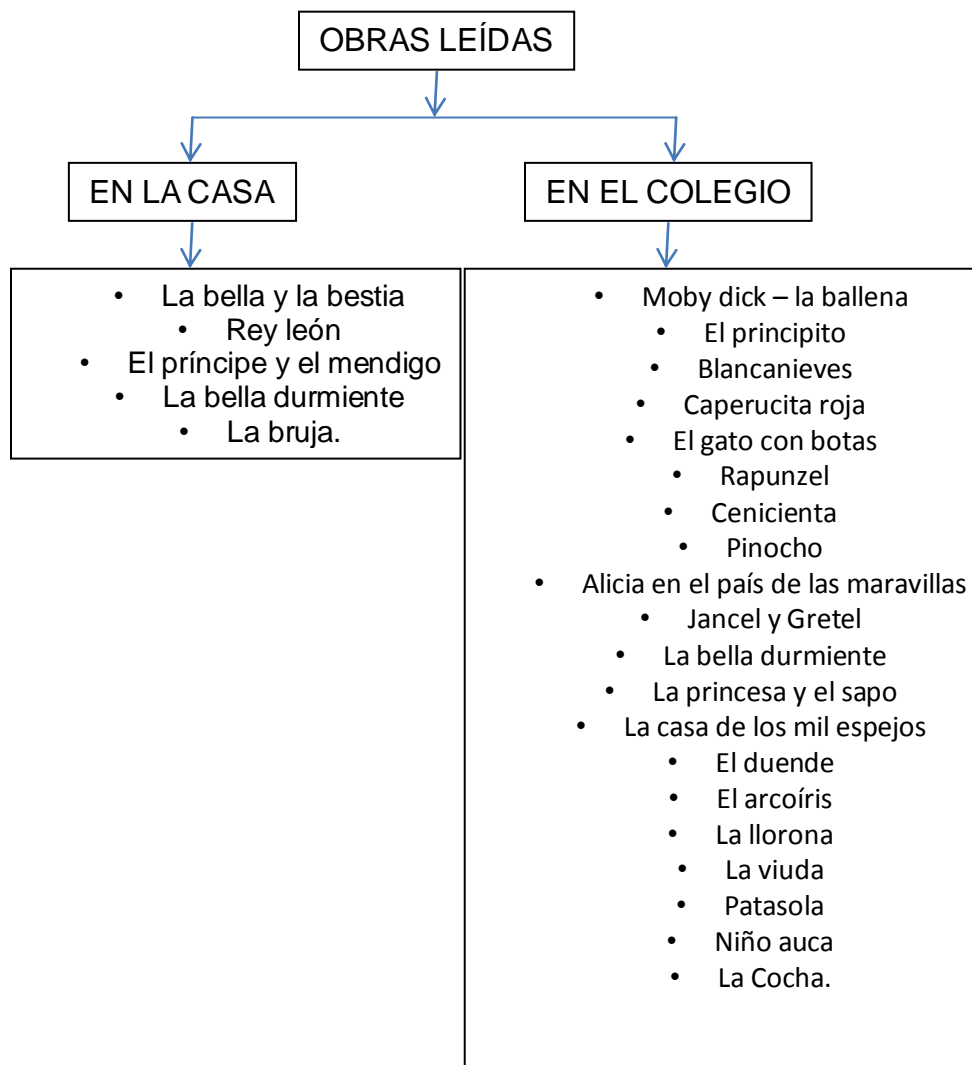 OBRAS LEÍDAS
EN LA CASA
EN EL COLEGIO
• La bella y la bestia
• Rey león
• El príncipe y el mendigo
• La bella durmiente
• La bruja.
• Moby dick – la ballena
• El principito
• Blancanieves
• Caperucita roja
• El gato con botas
• Rapunzel
• Cenicienta
• Pinocho
• Alicia en el país de las maravillas
• Jancel y Gretel
• La bella durmiente
• La princesa y el sapo
• La casa de los mil espejos
• El duende
• El arcoíris
• La llorona
• La viuda
• Patasola
• Niño auca
• La Cocha.